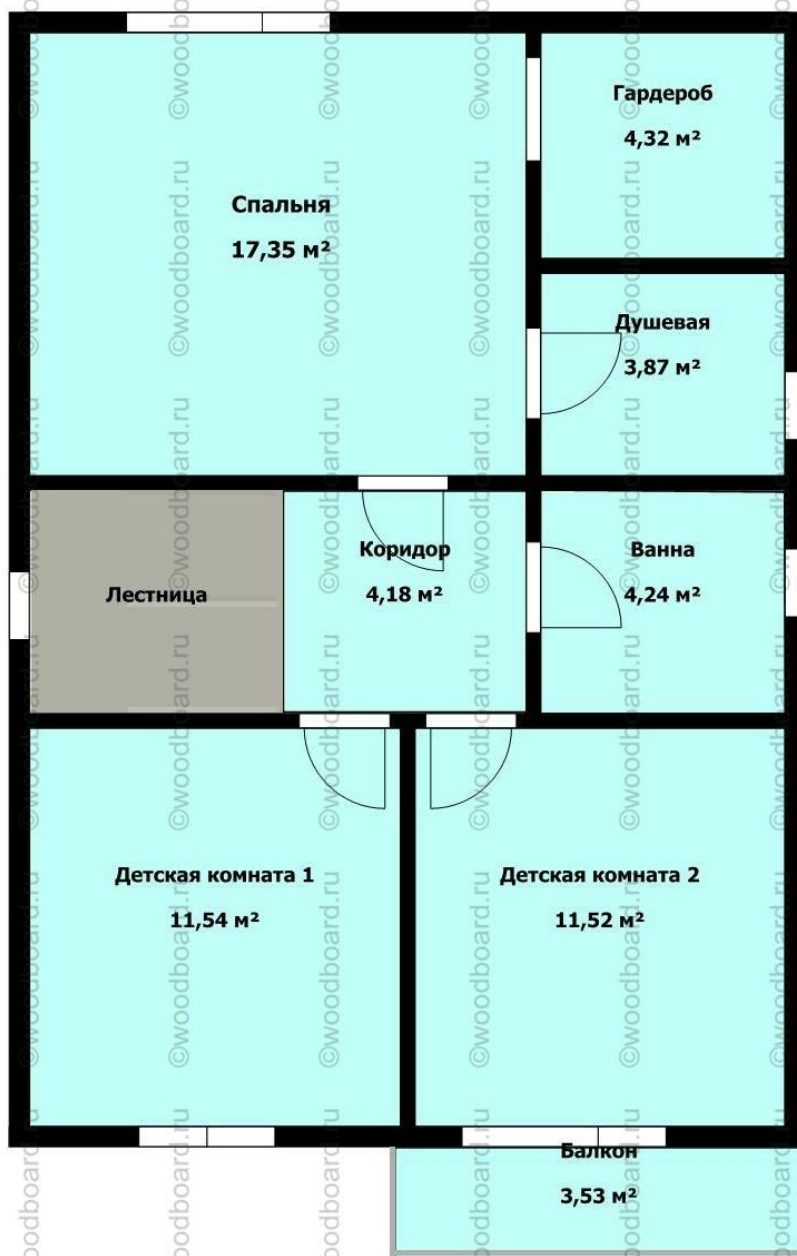 Гардероб
4,32 м²
Спальня
17,35 м²
Душевая
3,87 м²
Лестница
Коридор
4,18 м²
Ванна
4,24 м²
Детская комната 1
11,54 м²
Детская комната 2
11,52 м²
Балкон
3,53 м²
©woodboard.ru